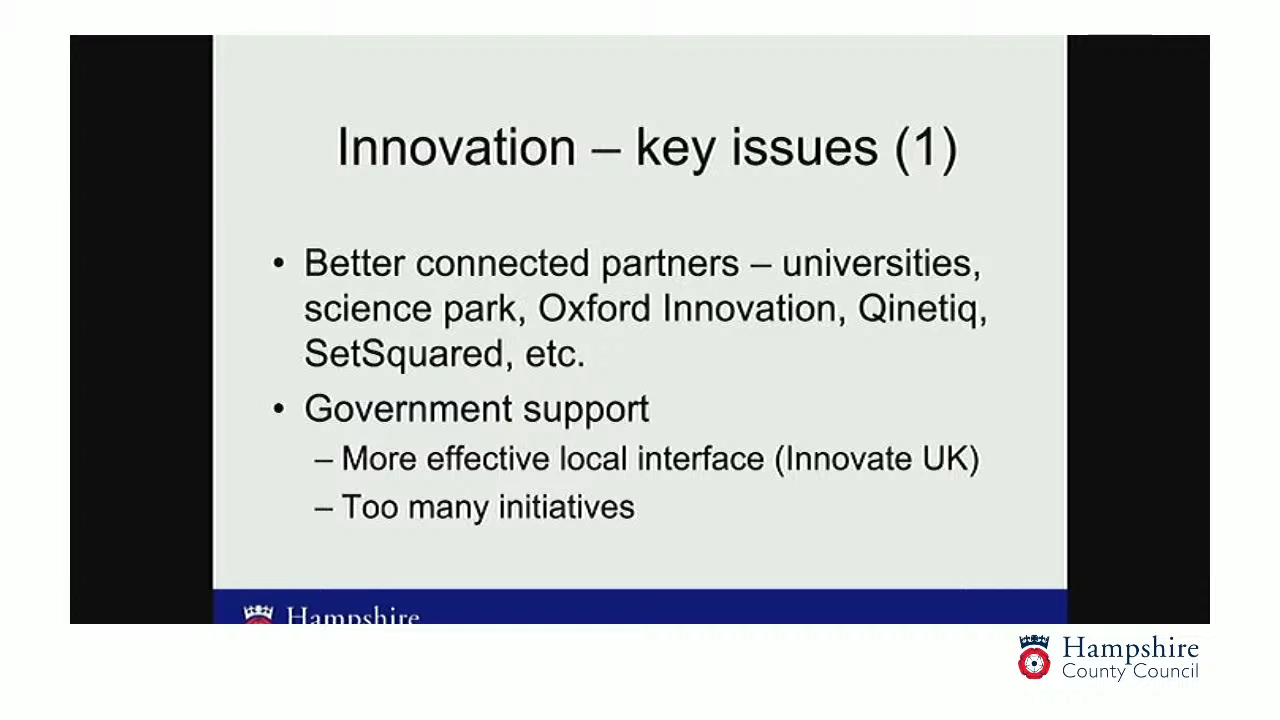 Innovation – key issues (1)
• Better connected partners – universities,
science park, Oxford Innovation, Qinetiq,
SetSquared, etc.
• Government support
– More effective local interface (Innovate UK)
– Too many initiatives
Hampshire
Hampshire
County Council